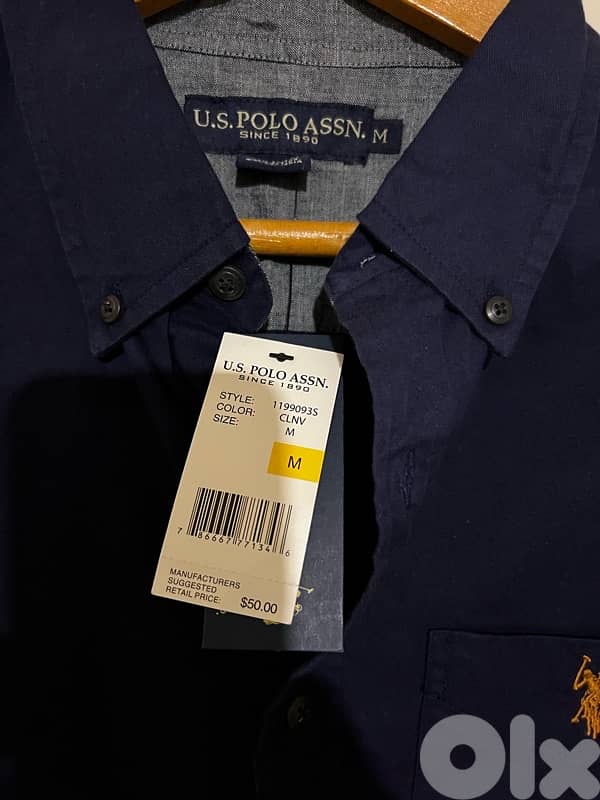 U.S. POLO ASSN. M
SINCE 1890
U.S. POLO ASSN.
SINCE 1890
STYLE: 1199093S
COLOR: CLNV
SIZE: M
M
7 86667 77134 6
MANUFACTURERS
SUGGESTED
RETAIL PRICE: $50.00
Olx